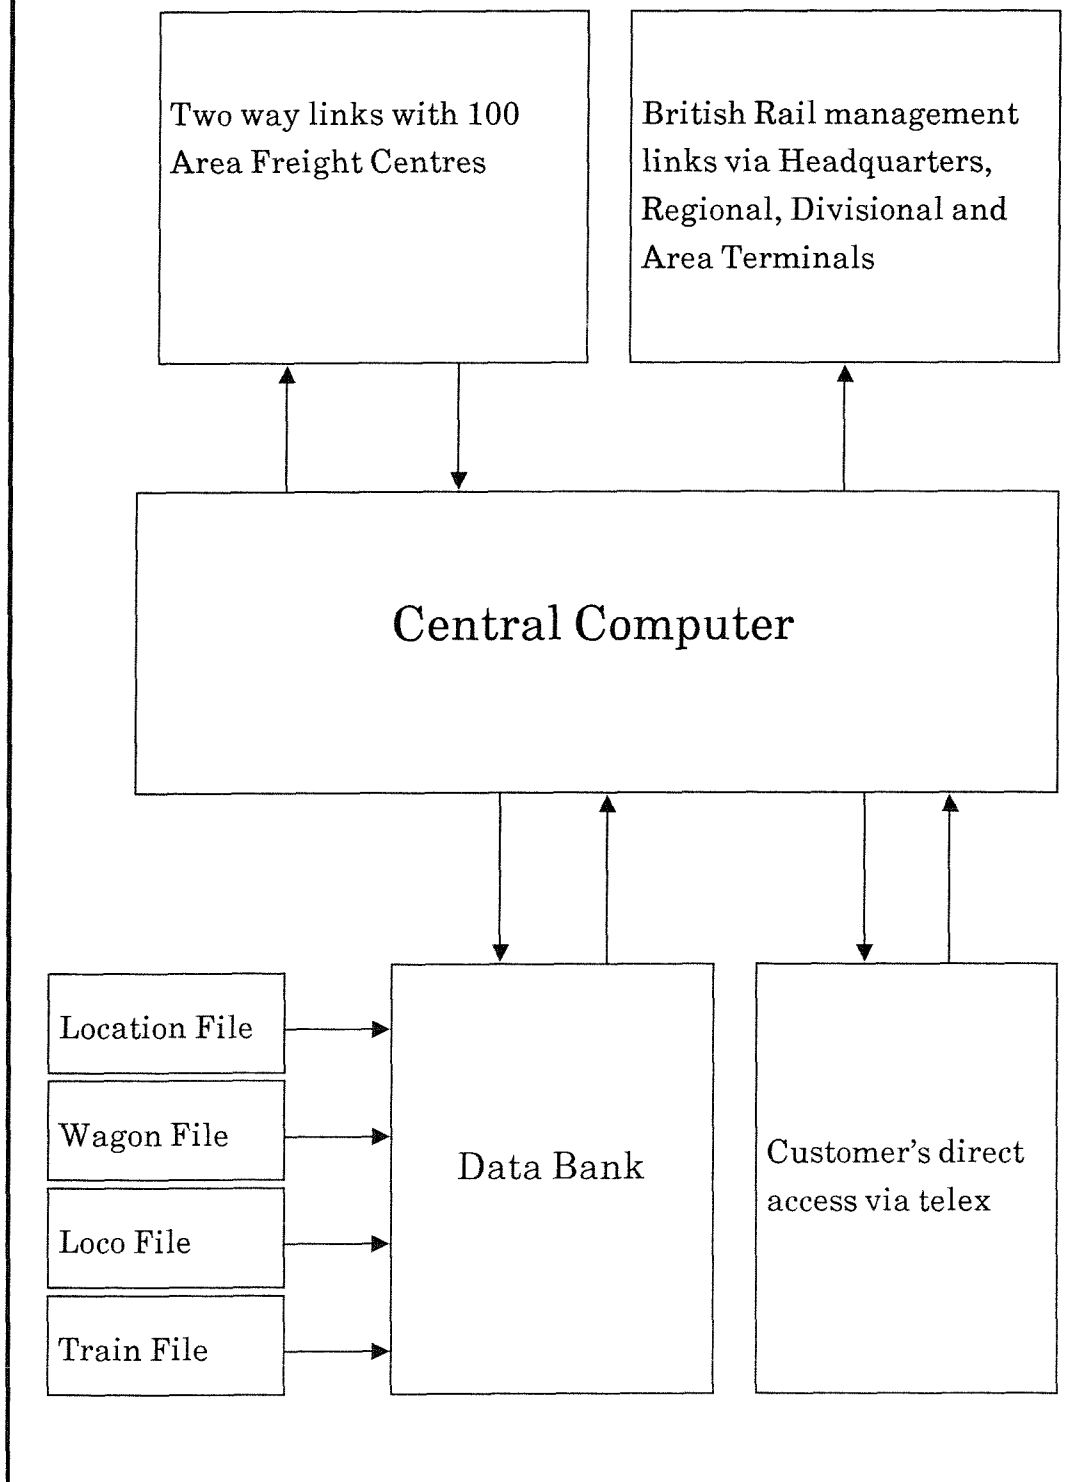 Two way links with 100
Area Freight Centres
British Rail management
links via Headquarters,
Regional, Divisional and
Area Terminals
Central Computer
Location File
Wagon File
Loco File
Train File
Data Bank
Customer's direct
access via telex